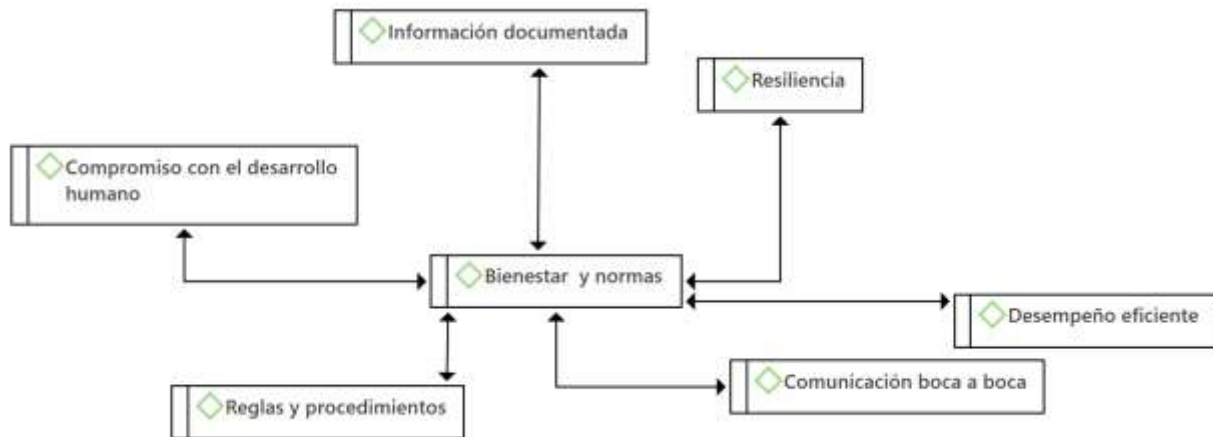 Información documentada
Resiliencia
Compromiso con el desarrollo
humano
Bienestar y normas
Desempeño eficiente
Comunicación boca a boca
Reglas y procedimientos